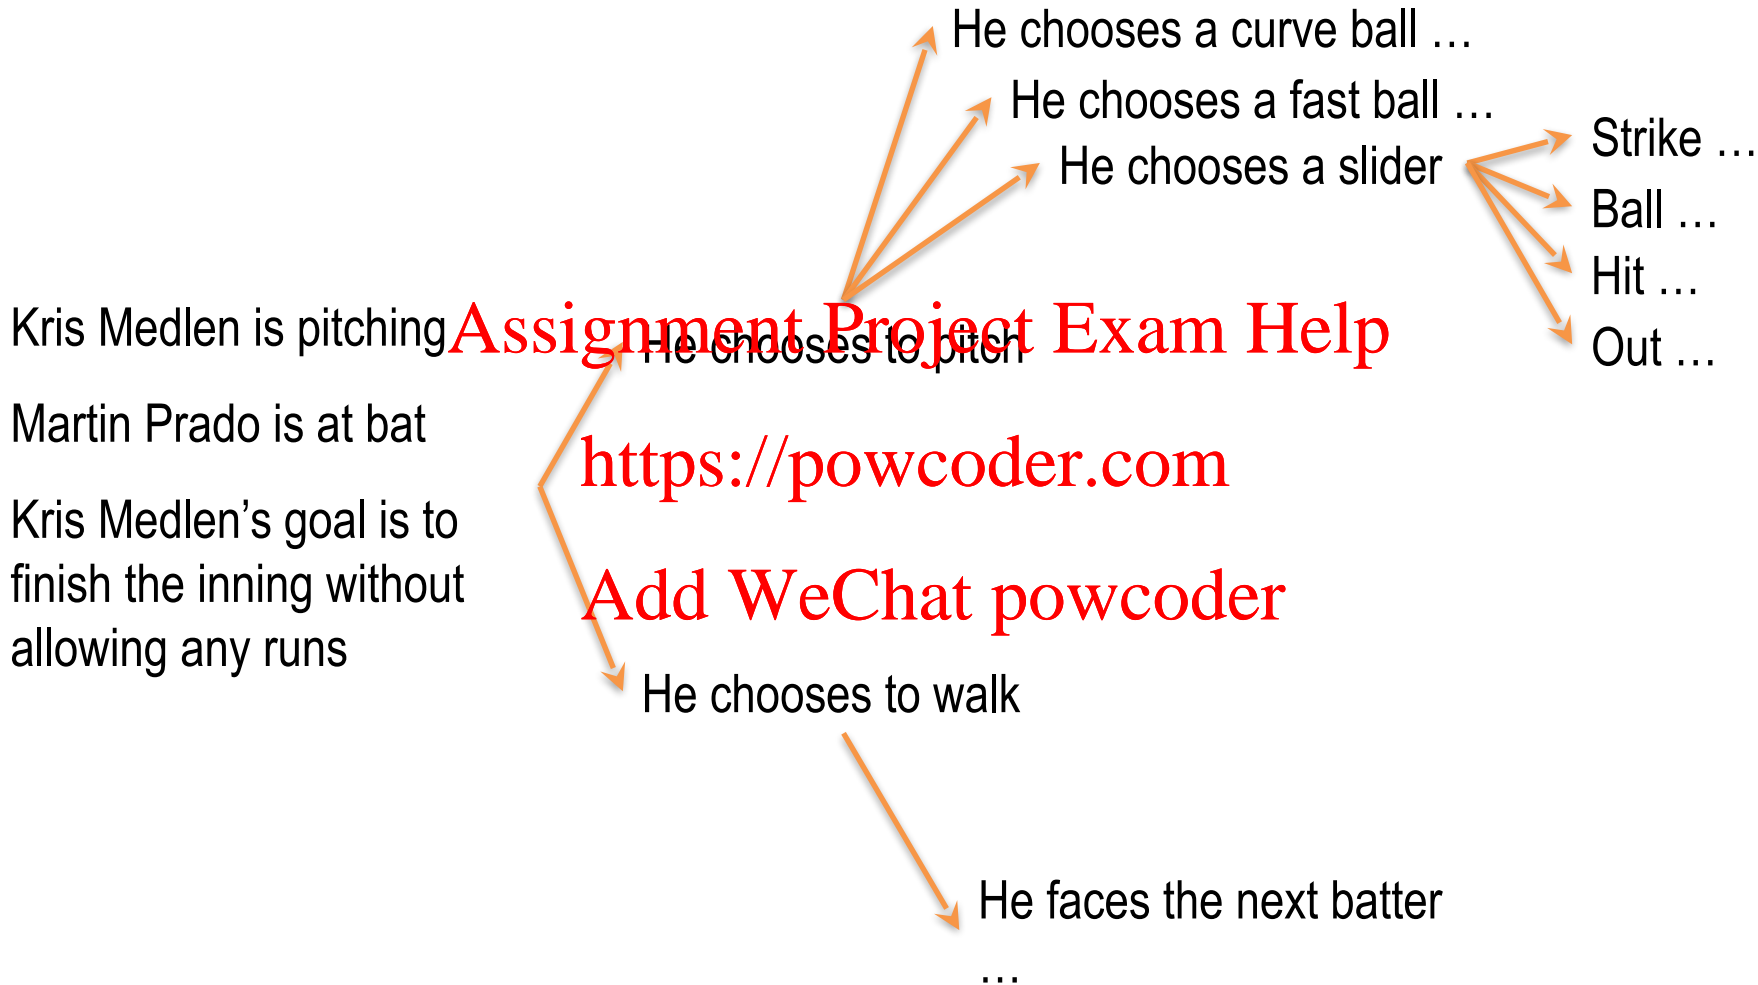 He chooses a curve ball …
He chooses a fast ball …
He chooses a slider
Strike …
Ball …
Hit …
Out …
Kris Medlen is pitching
Assignment Project Exam Help
He chooses to pitch
Martin Prado is at bat
https://powcoder.com
Kris Medlen’s goal is to
finish the inning without
allowing any runs
Add WeChat powcoder
He chooses to walk
He faces the next batter
…